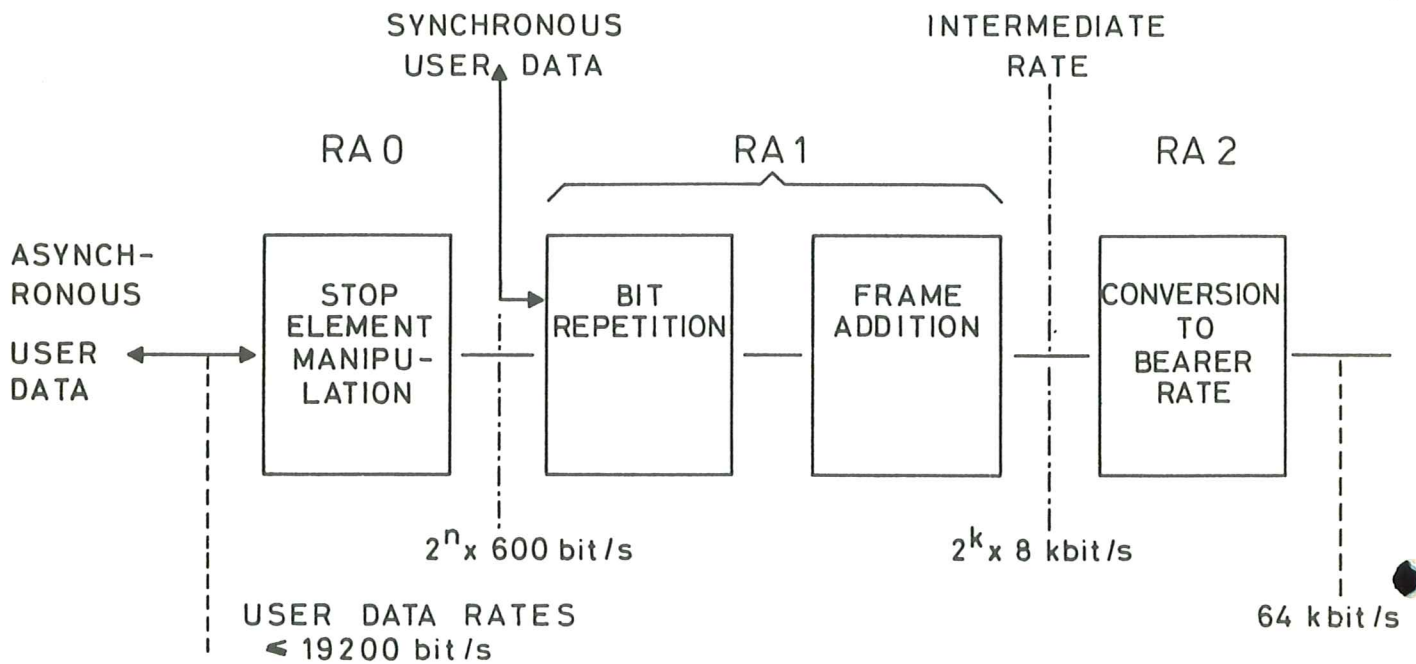 SYNCHRONOUS
USER DATA
INTERMEDIATE
RATE
RA 0
RA 1
RA 2
ASYNCH-
RONOUS
USER
DATA
STOP
ELEMENT
MANIPU-
LATION
BIT
REPETITION
FRAME
ADDITION
CONVERSION
TO
BEARER
RATE
2ⁿ x 600 bit/s
2ᵏ x 8 kbit/s
64 kbit/s
USER DATA RATES
≤ 19200 bit/s